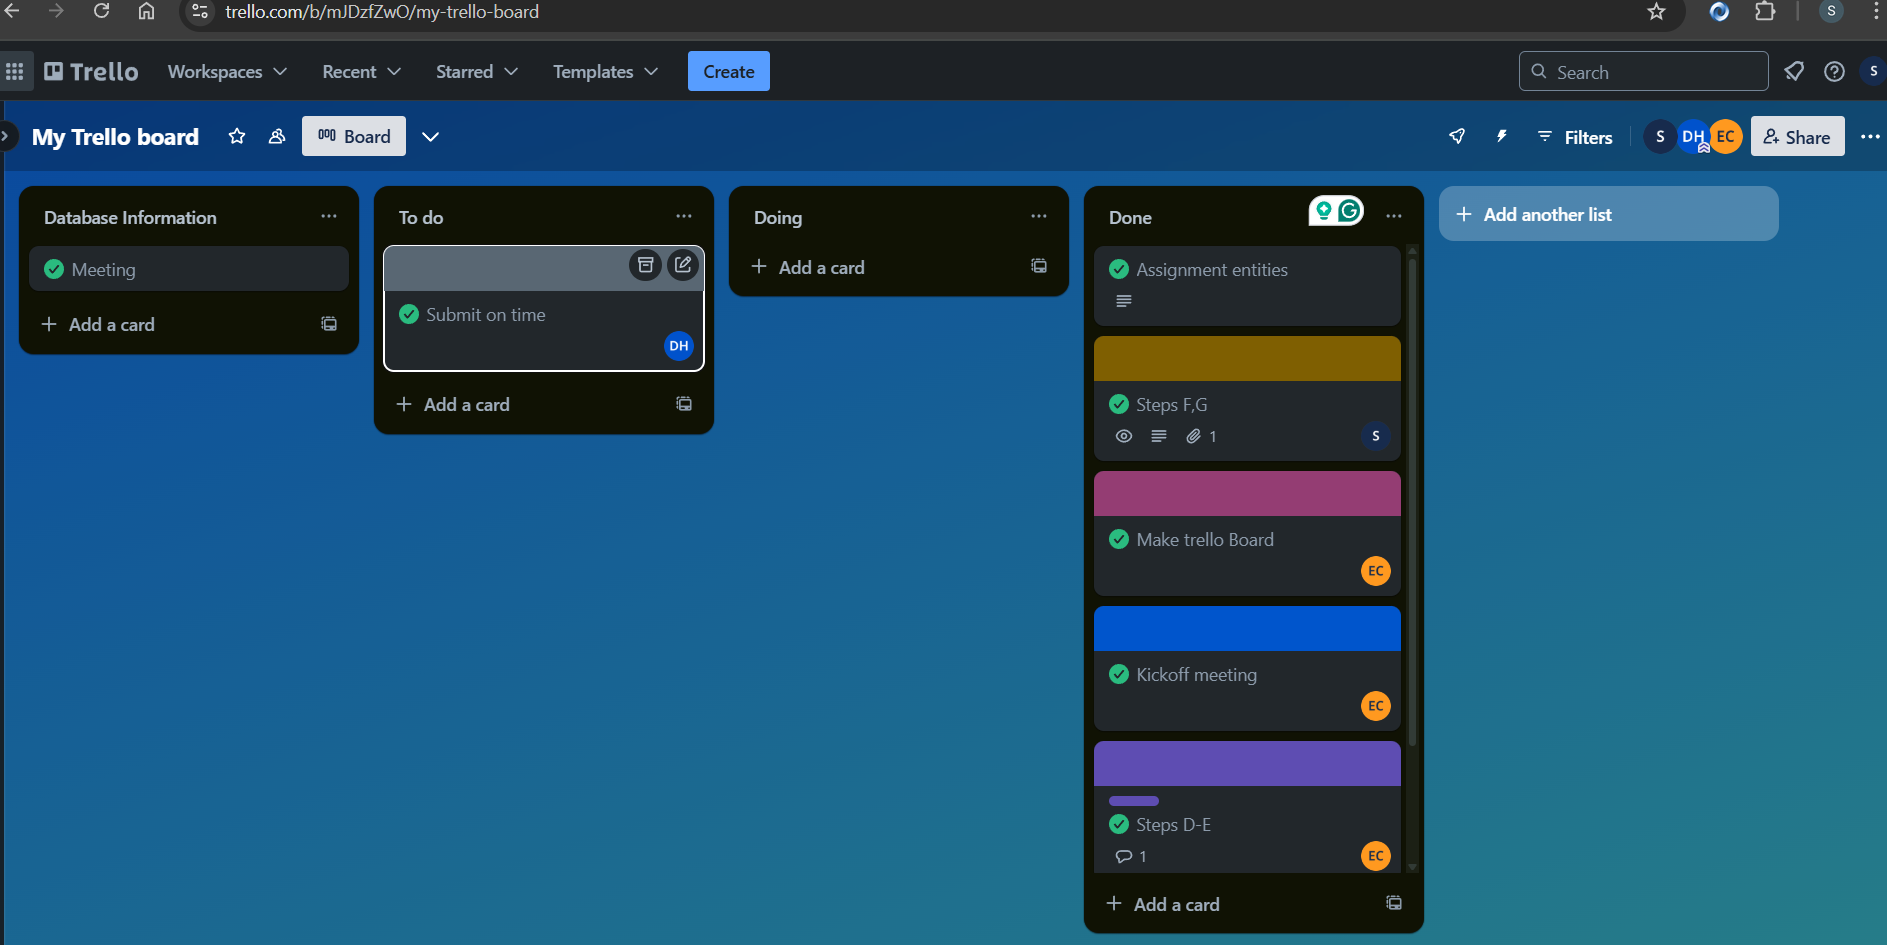 trello.com/b/mJDzfZwO/my-trello-board
S
Trello
Workspaces
Recent
Starred
Templates
Create
Search
S
My Trello board
Board
Filters
S
DH
EC
Share
Database Information
Meeting
Add a card
To do
Submit on time
DH
Add a card
Doing
Add a card
Done
Assignment entities
Steps F,G
1
S
Make trello Board
EC
Kickoff meeting
EC
Steps D-E
1
EC
Add a card
Add another list